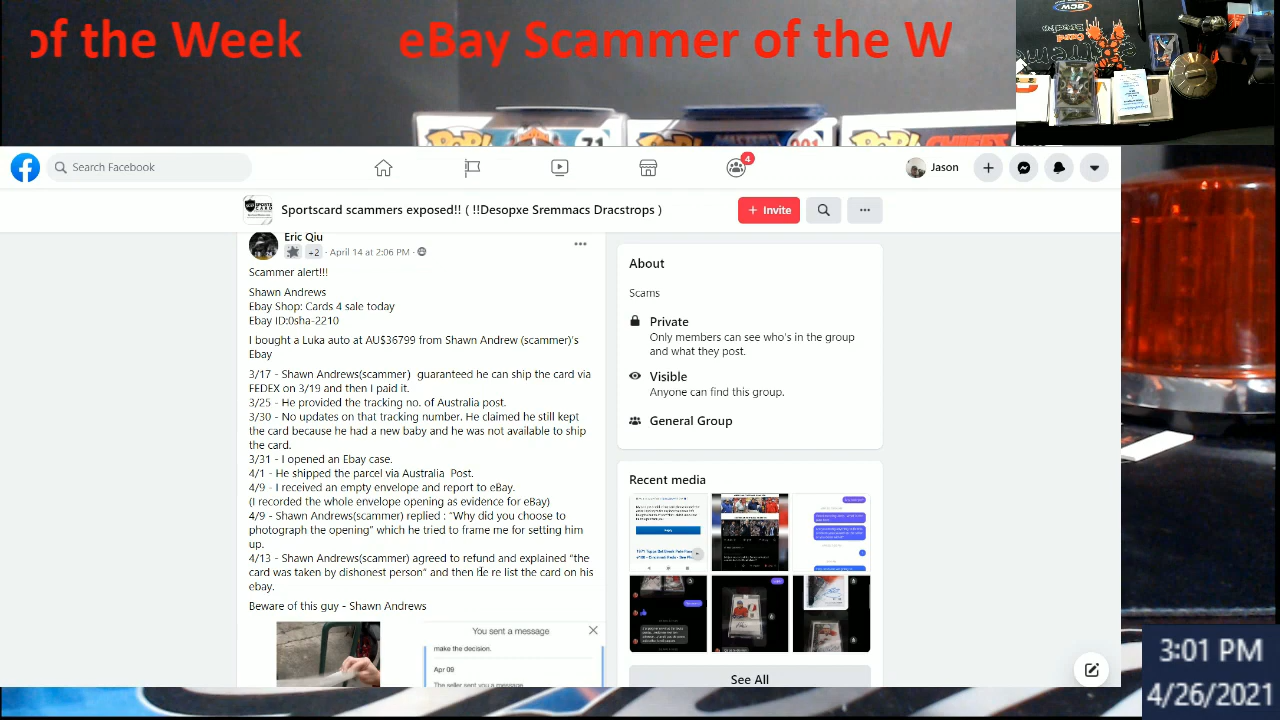 of the Week eBay Scammer of the W
POP!
71
POP!
POP!
Search Facebook
4
Jason
Sportscard scammers exposed!! ( !!Desopxe Sremmacs Dracstrops )
+ Invite
Eric Qiu
+2 · April 14 at 2:06 PM ·
Scammer alert!!!
Shawn Andrews
Ebay Shop: Cards 4 sale today
Ebay ID:0sha-2210
I bought a Luka auto at AU$36799 from Shawn Andrew (scammer)'s
Ebay
3/17 - Shawn Andrews(scammer) guaranteed he can ship the card via
FEDEX on 3/19 and then I paid it.
3/25 - He provided the tracking no. of Australia post.
3/30 - No updates on that tracking number. He claimed he still kept
the card because he had a new baby and he was not available to ship
the card.
3/31 - I opened an Ebay case.
4/1 - He shipped the parcel via Australia Post.
4/9 - I received an empty envelope and report to eBay.
(I recorded the whole envelope opening as evidence for eBay)
4/9 - Shawn Andrews(scammer) replied : "Why did you choose to
photograph the opening" which he tried to frame me for setting him
up.
4/13 - Shawn Andrews(scammer) agreed to refund and explained "the
card was taken by dishonest person" and then He re list the card on his
ebay.
Beware of this guy - Shawn Andrews
You sent a message
make the decision.
Apr 09
The seller sent you a message
About
Scams
Private
Only members can see who's in the group
and what they post.
Visible
Anyone can find this group.
General Group
Recent media
See All
3:01 PM
4/26/2021